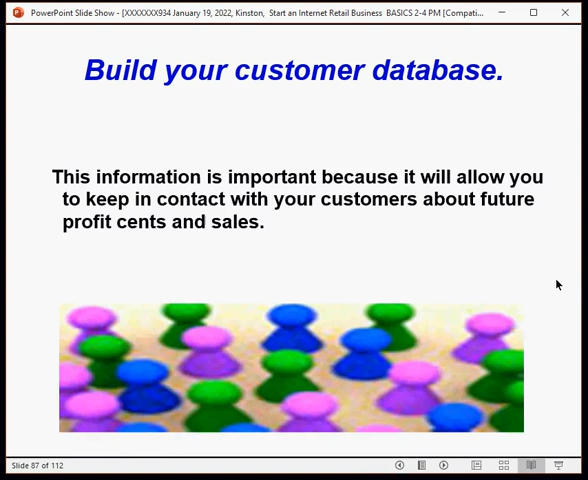 PowerPoint Slide Show - [XXXXXXX934 January 19, 2022, Kinston, Start an Internet Retail Business BASICS 2-4 PM [Compati...
Build your customer database.
This information is important because it will allow you
to keep in contact with your customers about future
profit cents and sales.
Slide 87 of 112